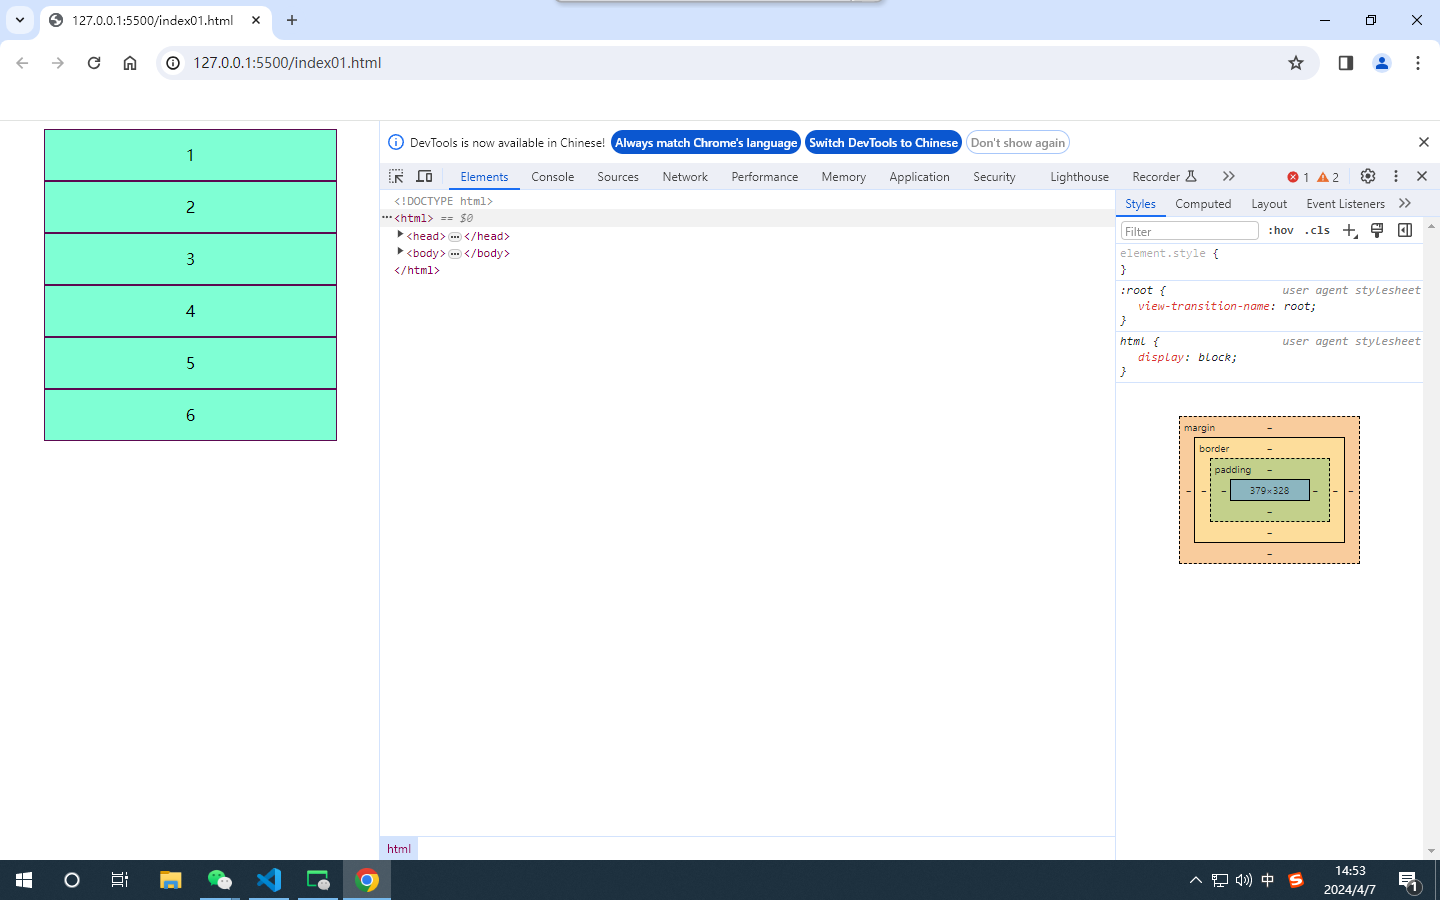 127.0.0.1:5500/index01.html
127.0.0.1:5500/index01.html
1
2
3
4
5
6
DevTools is now available in Chinese! Always match Chrome's language Switch DevTools to Chinese Don't show again
Elements Console Sources Network Performance Memory Application Security Lighthouse Recorder 1 2
<!DOCTYPE html>
<html> == $0
<head> </head>
<body> </body>
</html>
html
Styles Computed Layout Event Listeners
Filter :hov .cls
element.style {
}
:root { user agent stylesheet
view-transition-name: root;
}
html { user agent stylesheet
display: block;
}
margin -
border -
padding -
- - - 379×328 - - -
-
-
-
中 14:53
2024/4/7
1